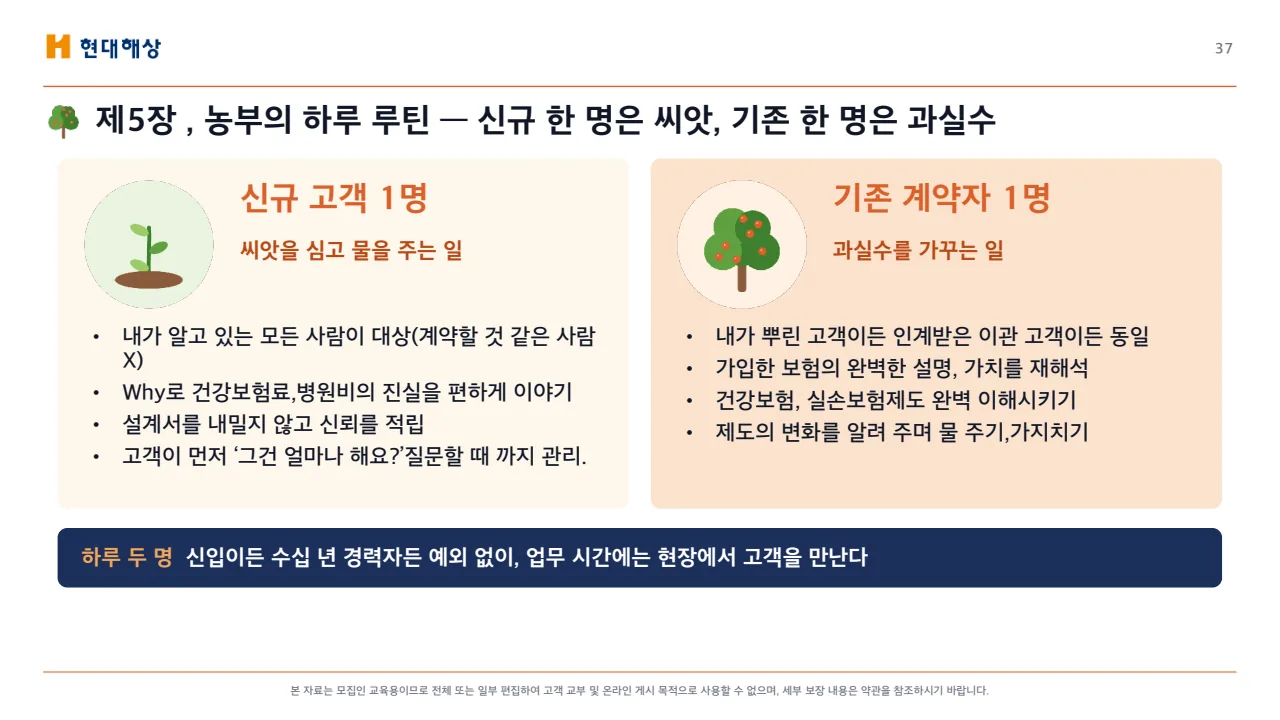 현대해상
37
제5장 , 농부의 하루 루틴 — 신규 한 명은 씨앗, 기존 한 명은 과실수
신규 고객 1명
씨앗을 심고 물을 주는 일
• 내가 알고 있는 모든 사람이 대상(계약할 것 같은 사람
X)
• Why로 건강보험료,병원비의 진실을 편하게 이야기
• 설계서를 내밀지 않고 신뢰를 적립
• 고객이 먼저 ‘그건 얼마나 해요?’질문할 때 까지 관리.
기존 계약자 1명
과실수를 가꾸는 일
• 내가 뿌린 고객이든 인계받은 이관 고객이든 동일
• 가입한 보험의 완벽한 설명, 가치를 재해석
• 건강보험, 실손보험제도 완벽 이해시키기
• 제도의 변화를 알려 주며 물 주기,가지치기
하루 두 명 신입이든 수십 년 경력자든 예외 없이, 업무 시간에는 현장에서 고객을 만난다
본 자료는 모집인 교육용이므로 전체 또는 일부 편집하여 고객 교부 및 온라인 게시 목적으로 사용할 수 없으며, 세부 보장 내용은 약관을 참조하시기 바랍니다.